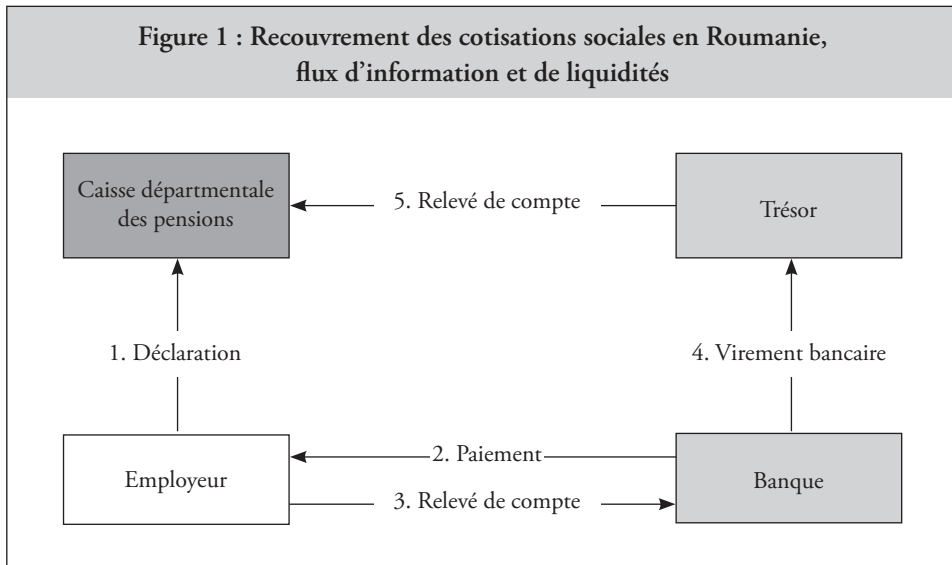 Figure 1 : Recouvrement des cotisations sociales en Roumanie,
flux d'information et de liquidités
Caisse départmentale
des pensions
5. Relevé de compte
Trésor
1. Déclaration
4. Virement bancaire
Employeur
2. Paiement
3. Relevé de compte
Banque